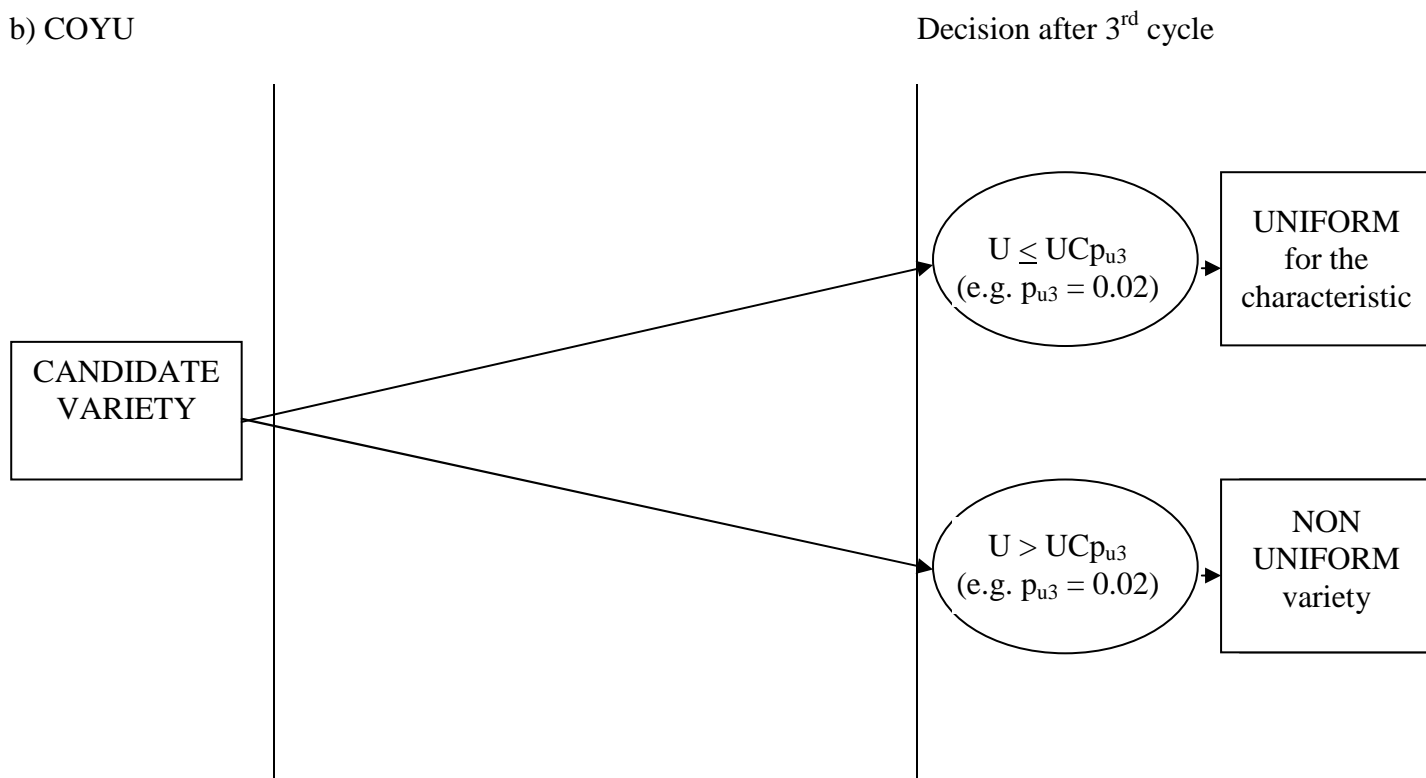 b) COYU
Decision after 3rd cycle
U ≤ UCpu3
(e.g. pu3 = 0.02)
UNIFORM
for the
characteristic
CANDIDATE
VARIETY
U > UCpu3
(e.g. pu3 = 0.02)
NON
UNIFORM
variety